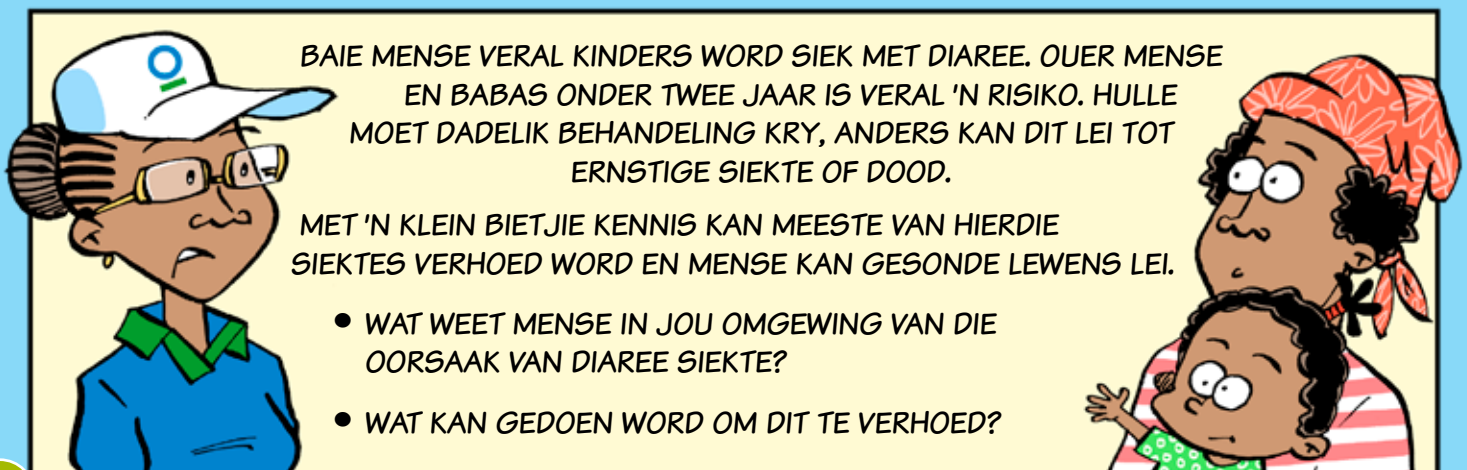 BAIE MENSE VERAL KINDERS WORD SIEK MET DIAREE. OUER MENSE
EN BABAS ONDER TWEE JAAR IS VERAL 'N RISIKO. HULLE
MOET DADELIK BEHANDELING KRY, ANDERS KAN DIT LEI TOT
ERNSTIGE SIEKTE OF DOOD.
MET 'N KLEIN BIETJIE KENNIS KAN MEESTE VAN HIERDIE
SIEKTES VERHOED WORD EN MENSE KAN GESONDE LEWENS LEI.
• WAT WEET MENSE IN JOU OMGEWING VAN DIE
OORSAAK VAN DIAREE SIEKTE?
• WAT KAN GEDOEN WORD OM DIT TE VERHOED?